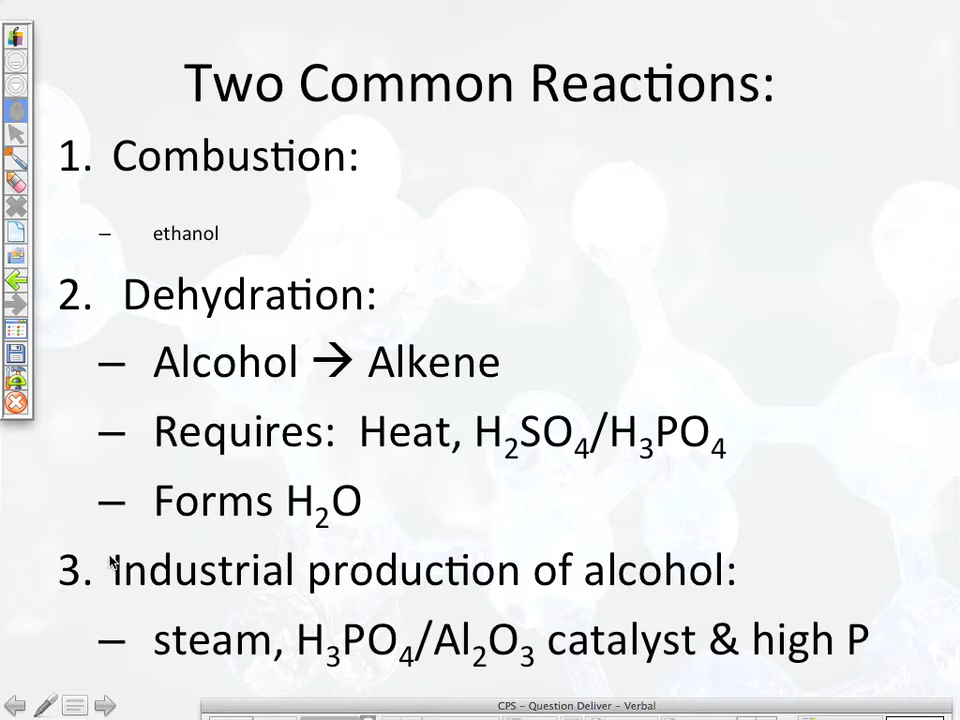 Two Common Reactions:
1. Combustion:
– ethanol
2. Dehydration:
– Alcohol → Alkene
– Requires: Heat, H₂SO₄/H₃PO₄
– Forms H₂O
3. Industrial production of alcohol:
– steam, H₃PO₄/Al₂O₃ catalyst & high P
CPS – Question Deliver – Verbal